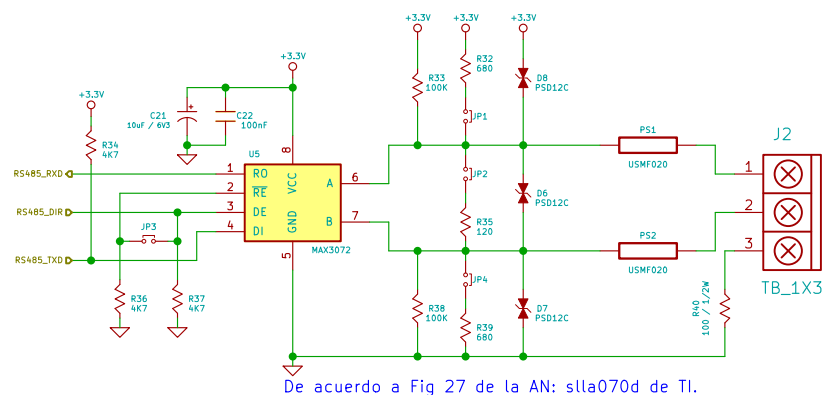 +3.3V
+3.3V
+3.3V
+3.3V
R32
680
D8
PSD12C
R33
100K
+3.3V
C21
10uF / 6V3
C22
100nF
JP1
R34
4K7
PS1
USMF020
J2
U5
RS485_RXD
1
RO
8
VCC
A
6
JP2
1
2
RE
D6
PSD12C
RS485_DIR
3
DE
2
JP3
GND
B
7
R35
120
4
DI
PS2
3
RS485_TXD
5
MAX3072
USMF020
JP4
TB_1X3
R36
4K7
R37
4K7
R38
100K
D7
PSD12C
R39
680
R40
100 / 1/2W
De acuerdo a Fig 27 de la AN: slla070d de TI.